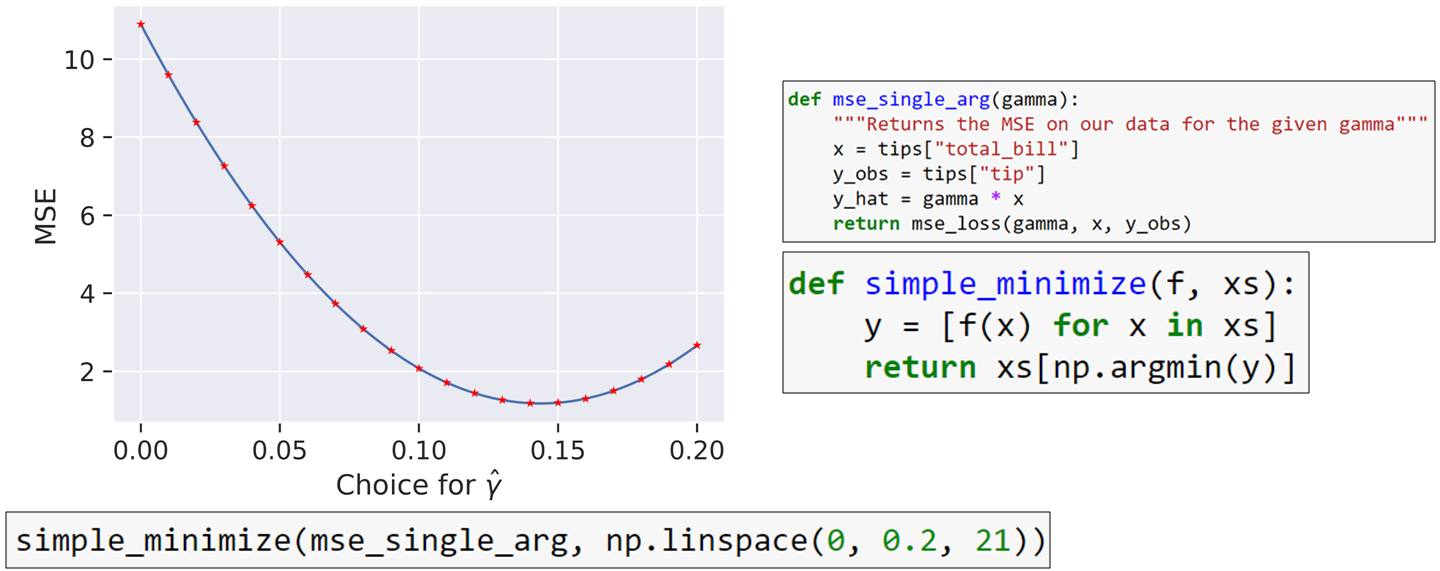 10
8
6
4
2
MSE
0.00 0.05 0.10 0.15 0.20
Choice for γ̂
def mse_single_arg(gamma):
    """Returns the MSE on our data for the given gamma"""
    x = tips["total_bill"]
    y_obs = tips["tip"]
    y_hat = gamma * x
    return mse_loss(gamma, x, y_obs)
def simple_minimize(f, xs):
    y = [f(x) for x in xs]
    return xs[np.argmin(y)]
simple_minimize(mse_single_arg, np.linspace(0, 0.2, 21))